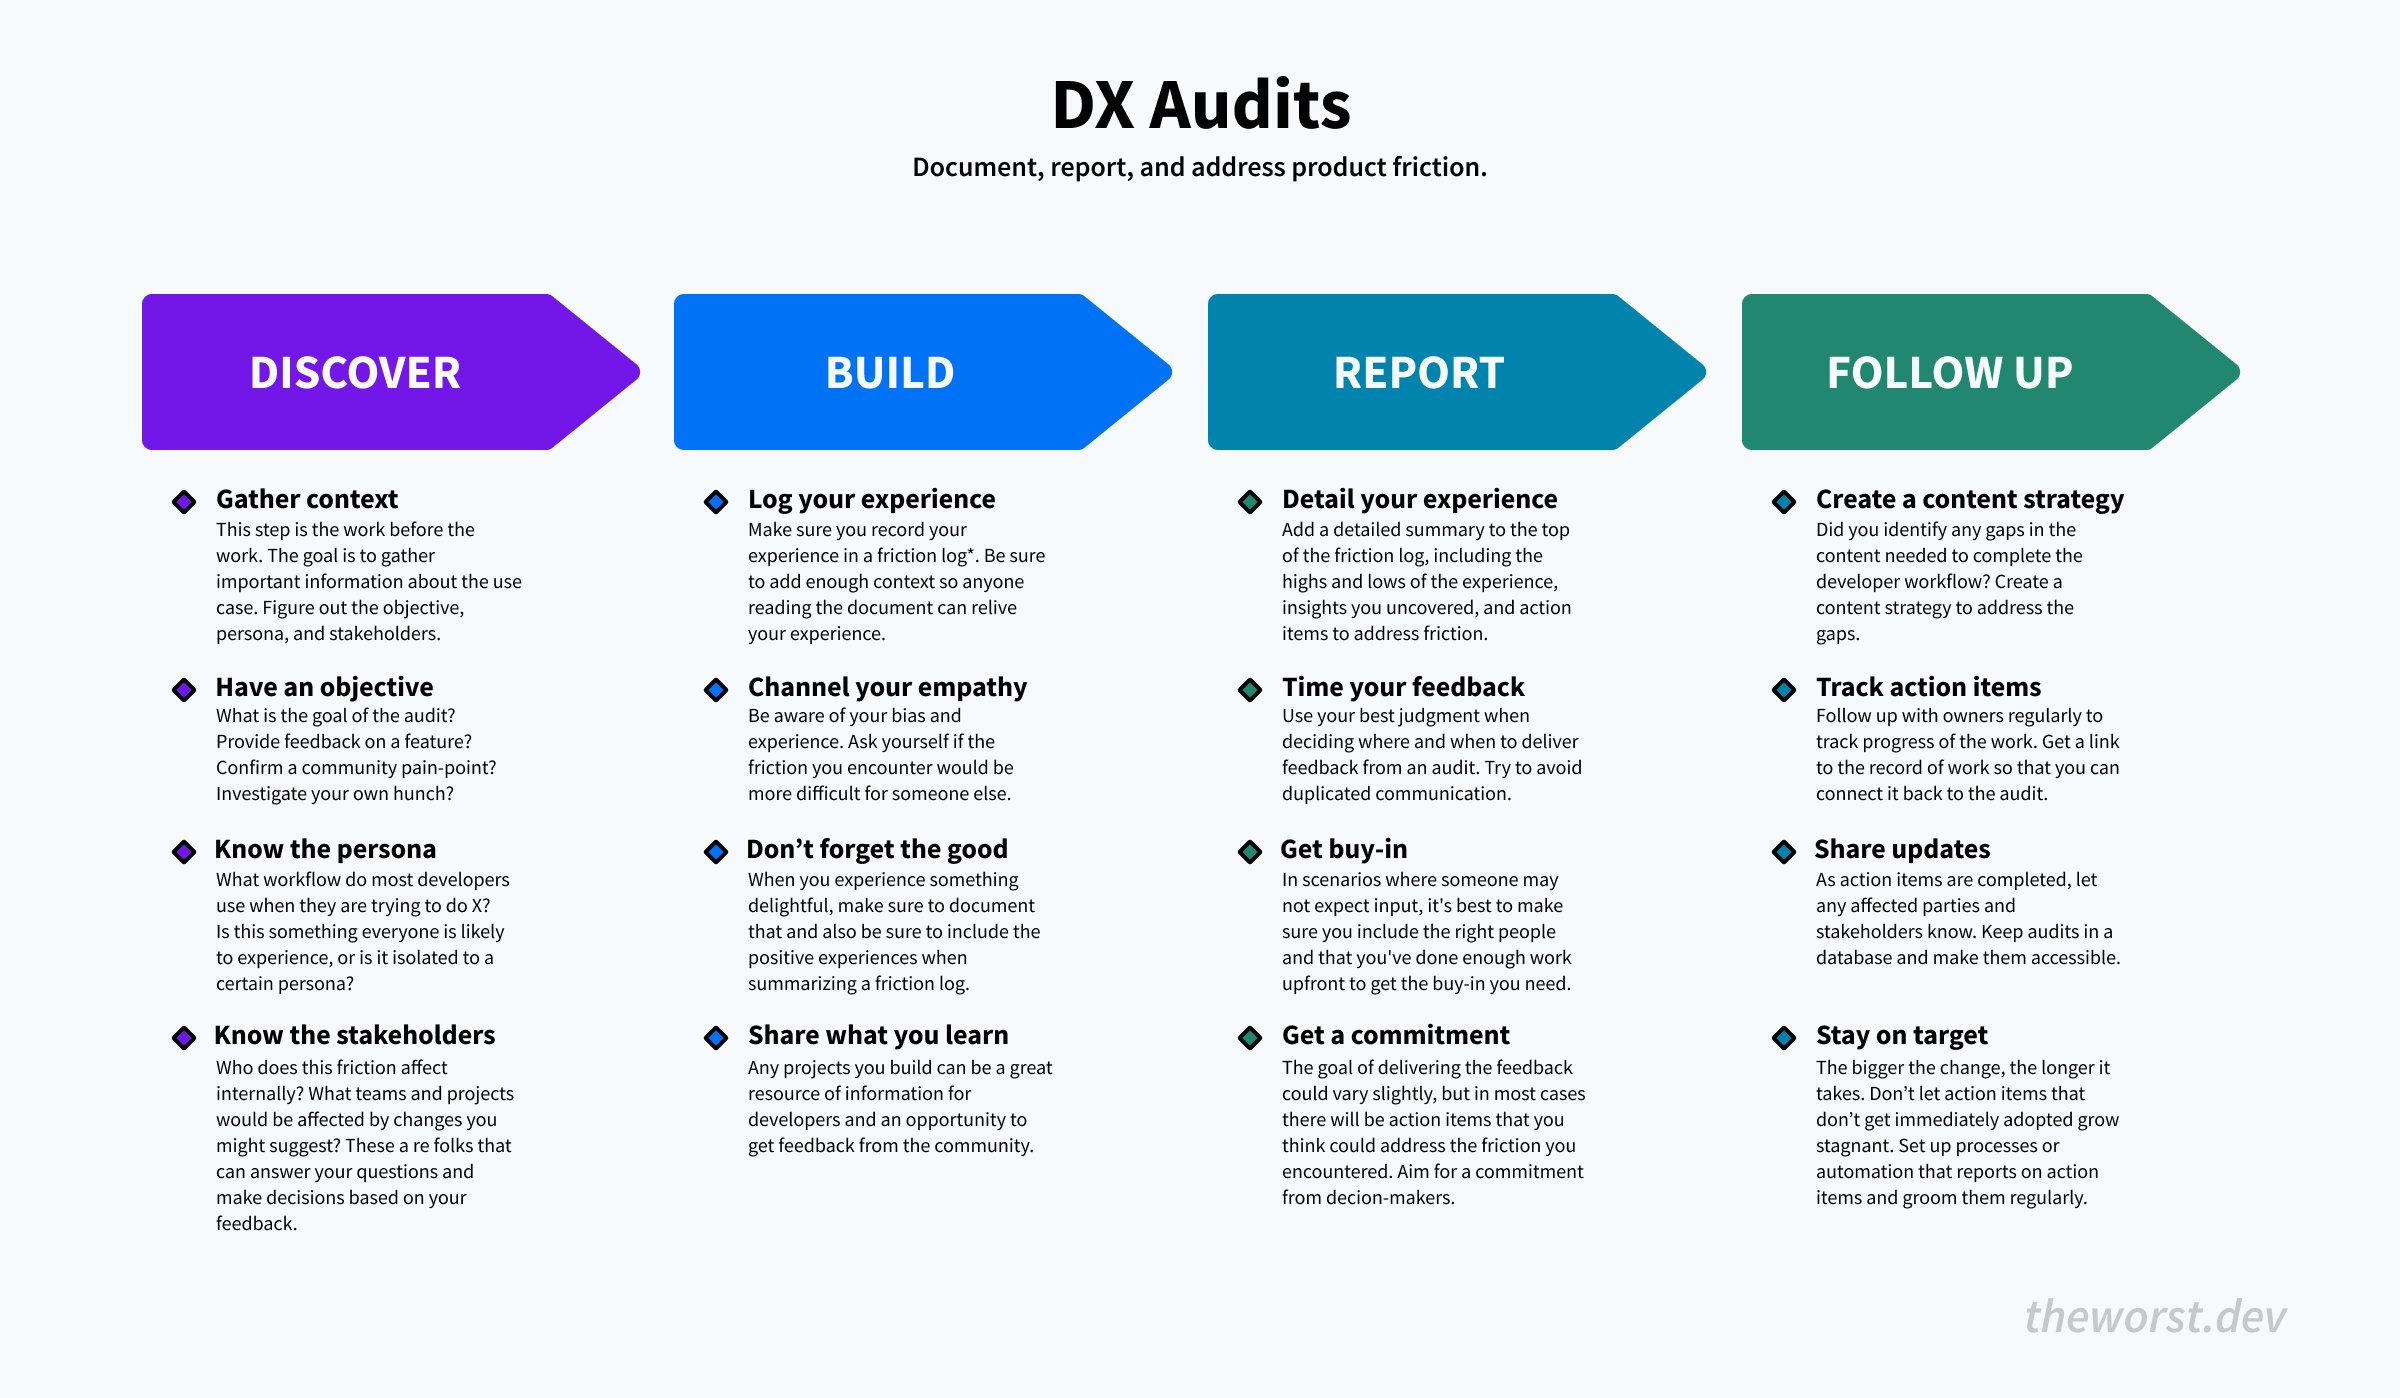 DX Audits
Document, report, and address product friction.
DISCOVER
Gather context
This step is the work before the
work. The goal is to gather
important information about the use
case. Figure out the objective,
persona, and stakeholders.
Have an objective
What is the goal of the audit?
Provide feedback on a feature?
Confirm a community pain-point?
Investigate your own hunch?
Know the persona
What workflow do most developers
use when they are trying to do X?
Is this something everyone is likely
to experience, or is it isolated to a
certain persona?
Know the stakeholders
Who does this friction affect
internally? What teams and projects
would be affected by changes you
might suggest? These a re folks that
can answer your questions and
make decisions based on your
feedback.
BUILD
Log your experience
Make sure you record your
experience in a friction log*. Be sure
to add enough context so anyone
reading the document can relive
your experience.
Channel your empathy
Be aware of your bias and
experience. Ask yourself if the
friction you encounter would be
more difficult for someone else.
Don’t forget the good
When you experience something
delightful, make sure to document
that and also be sure to include the
positive experiences when
summarizing a friction log.
Share what you learn
Any projects you build can be a great
resource of information for
developers and an opportunity to
get feedback from the community.
REPORT
Detail your experience
Add a detailed summary to the top
of the friction log, including the
highs and lows of the experience,
insights you uncovered, and action
items to address friction.
Time your feedback
Use your best judgment when
deciding where and when to deliver
feedback from an audit. Try to avoid
duplicated communication.
Get buy-in
In scenarios where someone may
not expect input, it's best to make
sure you include the right people
and that you've done enough work
upfront to get the buy-in you need.
Get a commitment
The goal of delivering the feedback
could vary slightly, but in most cases
there will be action items that you
think could address the friction you
encountered. Aim for a commitment
from decion-makers.
FOLLOW UP
Create a content strategy
Did you identify any gaps in the
content needed to complete the
developer workflow? Create a
content strategy to address the
gaps.
Track action items
Follow up with owners regularly to
track progress of the work. Get a link
to the record of work so that you can
connect it back to the audit.
Share updates
As action items are completed, let
any affected parties and
stakeholders know. Keep audits in a
database and make them accessible.
Stay on target
The bigger the change, the longer it
takes. Don’t let action items that
don’t get immediately adopted grow
stagnant. Set up processes or
automation that reports on action
items and groom them regularly.
theworst.dev